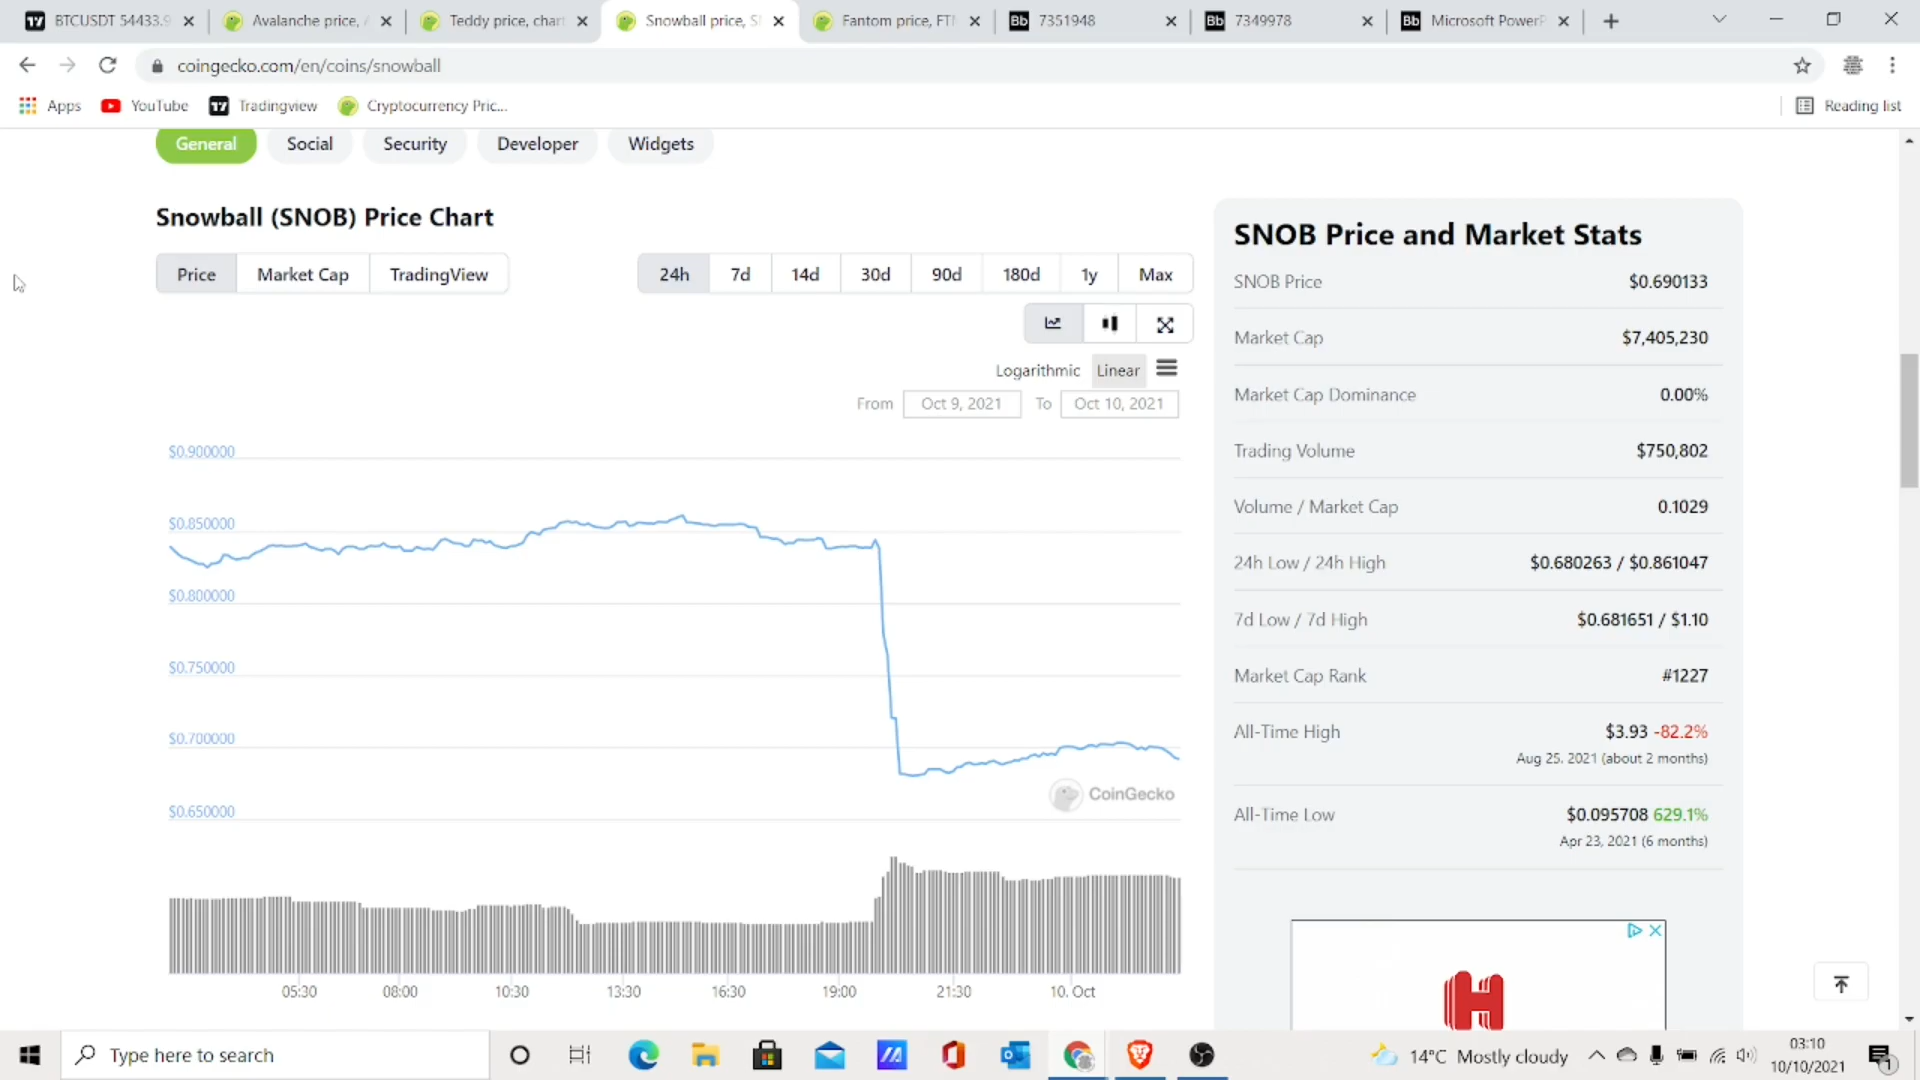 BTCUSDT 54433.9
Avalanche price, 
Teddy price, chart
Snowball price, S
Fantom price, FT
Bb 7351948
Bb 7349978
Bb Microsoft PowerP
coingecko.com/en/coins/snowball
Apps
YouTube
Tradingview
Cryptocurrency Pric...
Reading list
General
Social
Security
Developer
Widgets
Snowball (SNOB) Price Chart
Price
Market Cap
TradingView
24h
7d
14d
30d
90d
180d
1y
Max
Logarithmic
Linear
From
Oct 9, 2021
To
Oct 10, 2021
$0.900000
$0.850000
$0.800000
$0.750000
$0.700000
$0.650000
CoinGecko
05:30
08:00
10:30
13:30
16:30
19:00
21:30
10. Oct
SNOB Price and Market Stats
SNOB Price $0.690133
Market Cap $7,405,230
Market Cap Dominance 0.00%
Trading Volume $750,802
Volume / Market Cap 0.1029
24h Low / 24h High $0.680263 / $0.861047
7d Low / 7d High $0.681651 / $1.10
Market Cap Rank #1227
All-Time High $3.93 -82.2%
Aug 25, 2021 (about 2 months)
All-Time Low $0.095708 629.1%
Apr 23, 2021 (6 months)
H
Type here to search
14°C Mostly cloudy
03:10
10/10/2021
1